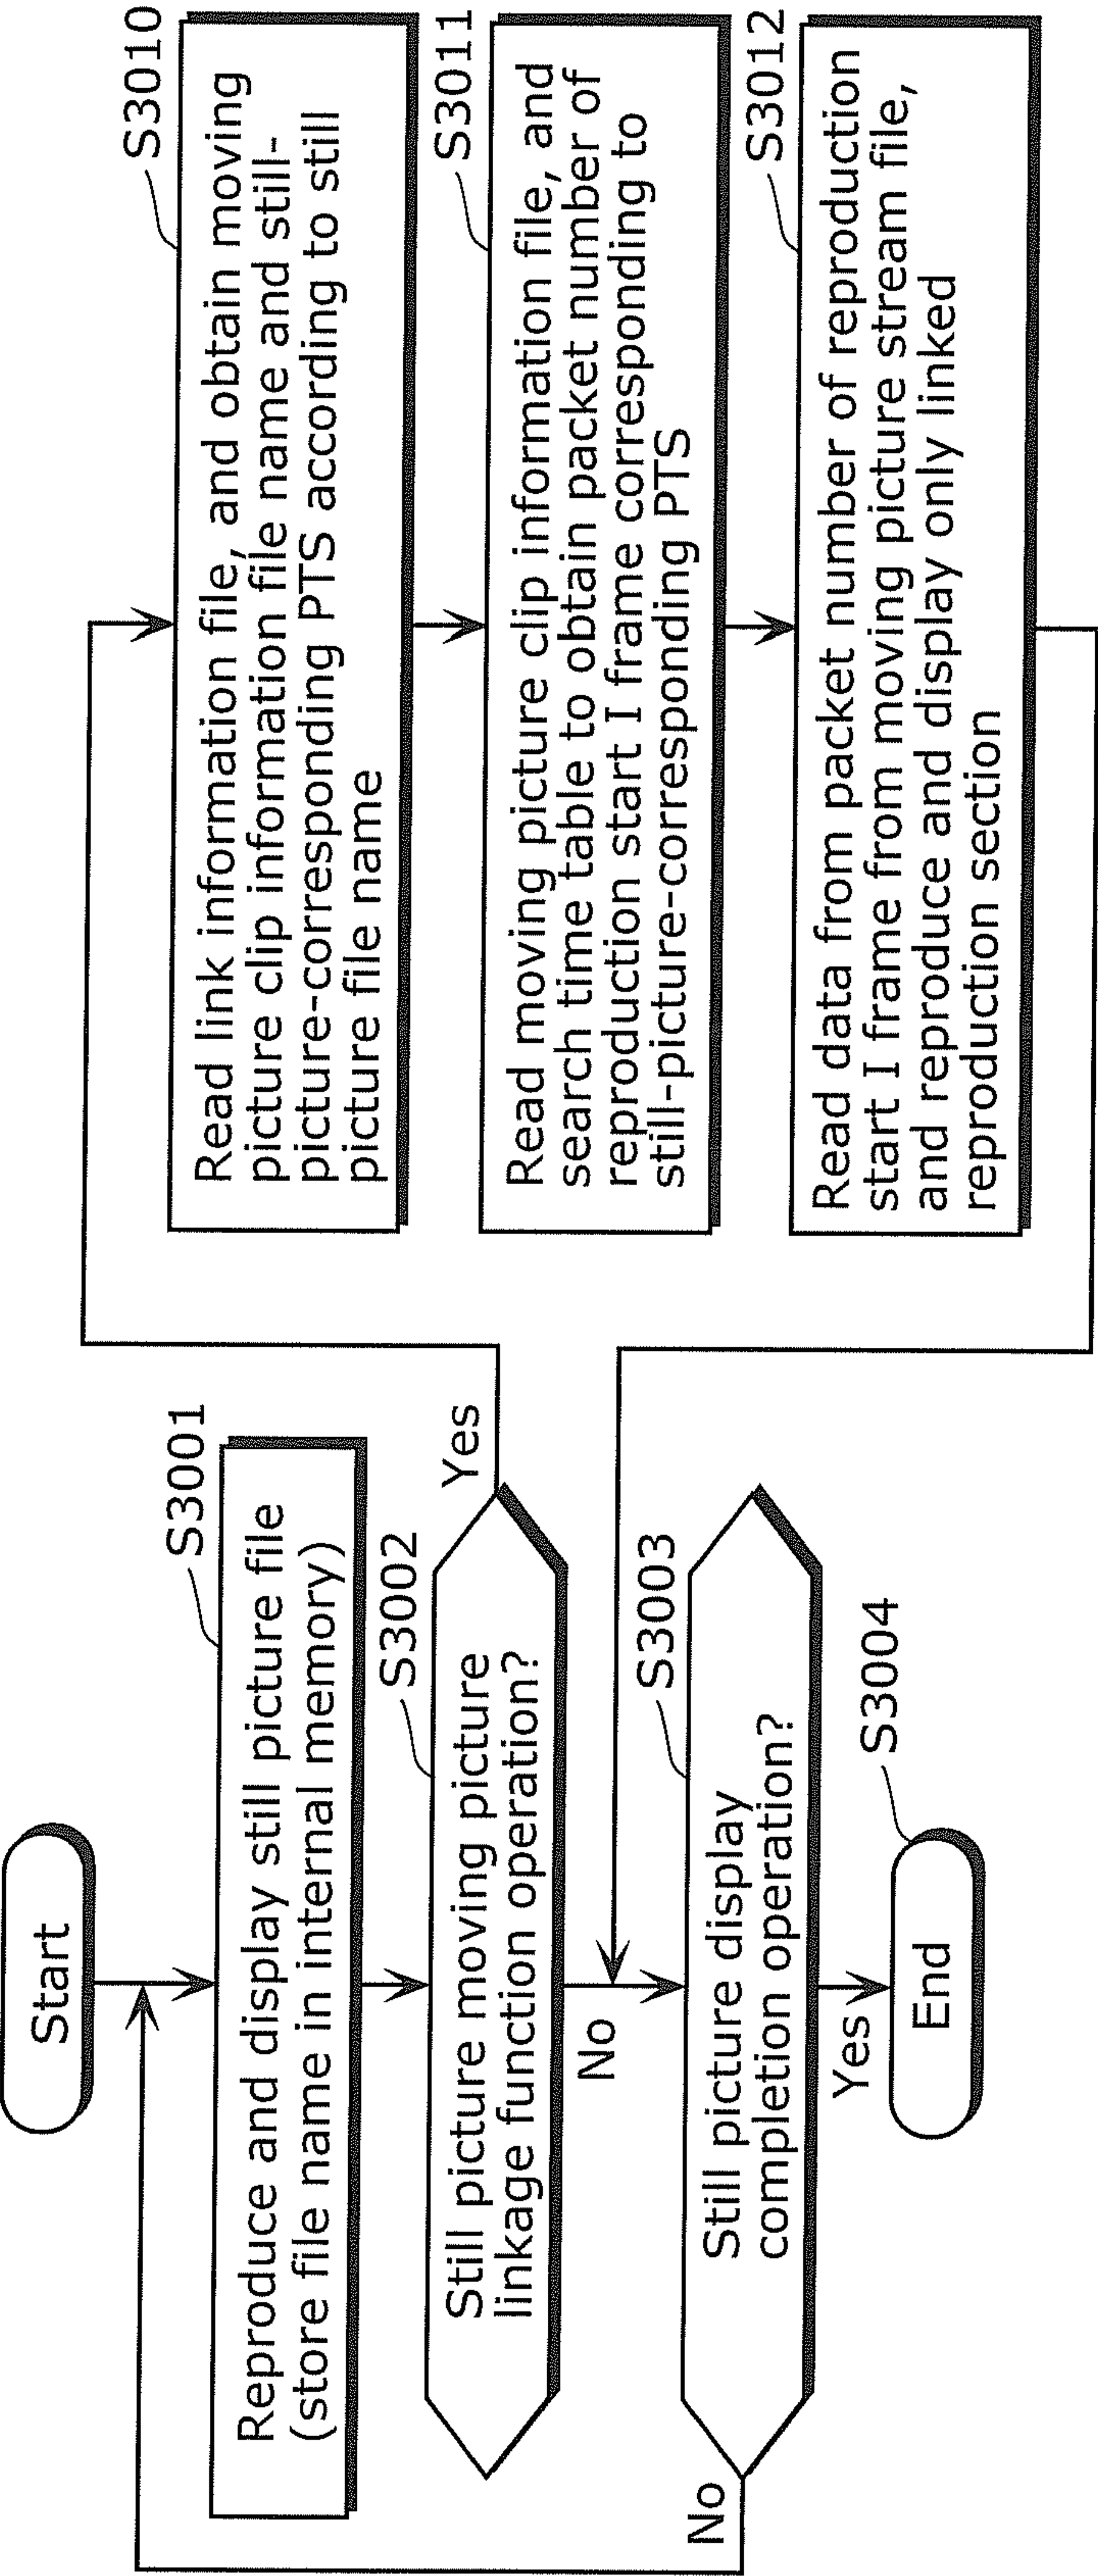 Start
S3001
Reproduce and display still picture file
(store file name in internal memory)
S3002
Still picture moving picture
linkage function operation?
Yes
No
S3003
Still picture display
completion operation?
No
Yes
S3004
End
S3010
Read link information file, and obtain moving
picture clip information file name and still-
picture-corresponding PTS according to still
picture file name
S3011
Read moving picture clip information file, and
search time table to obtain packet number of
reproduction start I frame corresponding to
still-picture-corresponding PTS
S3012
Read data from packet number of reproduction
start I frame from moving picture stream file,
and reproduce and display only linked
reproduction section